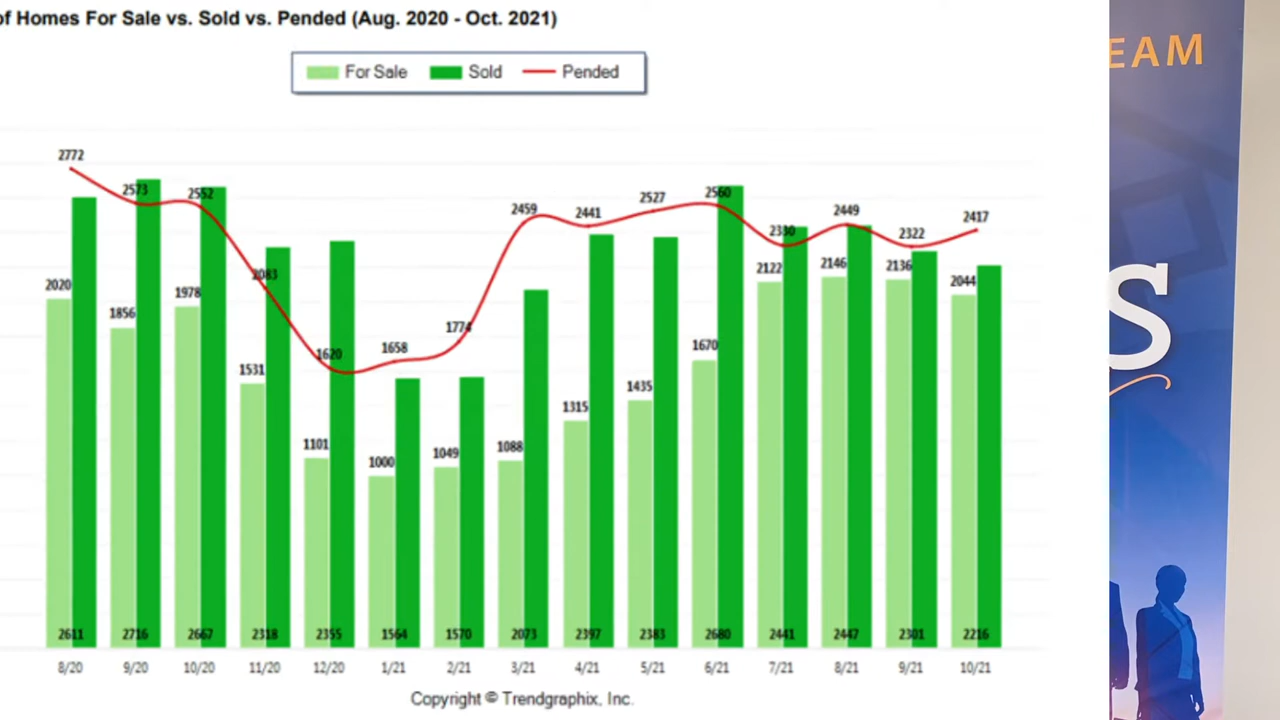 of Homes For Sale vs. Sold vs. Pended (Aug. 2020 - Oct. 2021)
EAM
For Sale Sold Pended
2772 2573 2552 2083 1620 1658 1774 2459 2441 2527 2560 2330 2449 2322 2417
2020 1856 1978 1531 1101 1000 1049 1088 1315 1435 1670 2122 2146 2136 2044
S
2611 2716 2667 2318 2355 1564 1570 2073 2397 2383 2680 2441 2447 2301 2216
8/20 9/20 10/20 11/20 12/20 1/21 2/21 3/21 4/21 5/21 6/21 7/21 8/21 9/21 10/21
Copyright © Trendgraphix, Inc.